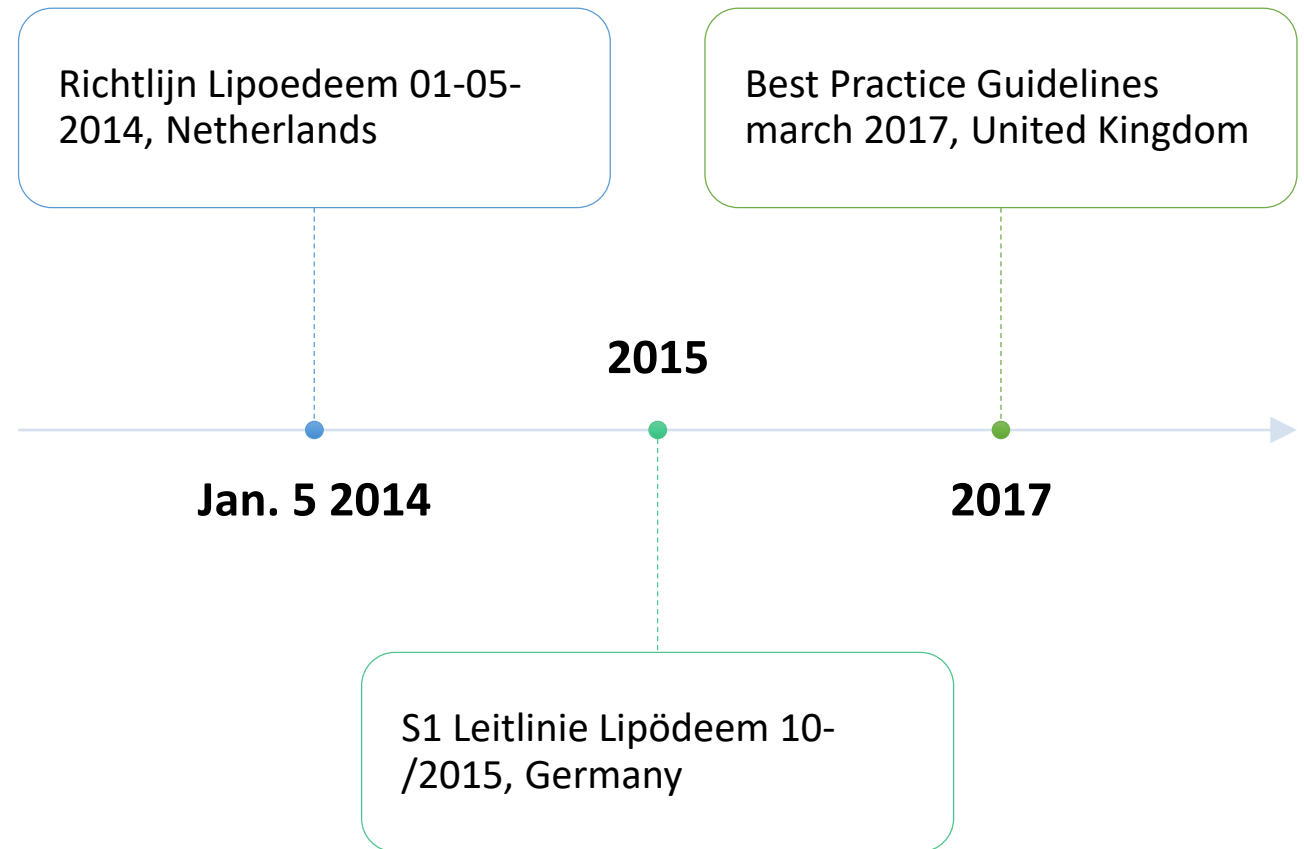 Richtlijn Lipoedeem 01-05-
2014, Netherlands
Best Practice Guidelines
march 2017, United Kingdom
2015
Jan. 5 2014
2017
S1 Leitlinie Lipödeem 10-
/2015, Germany